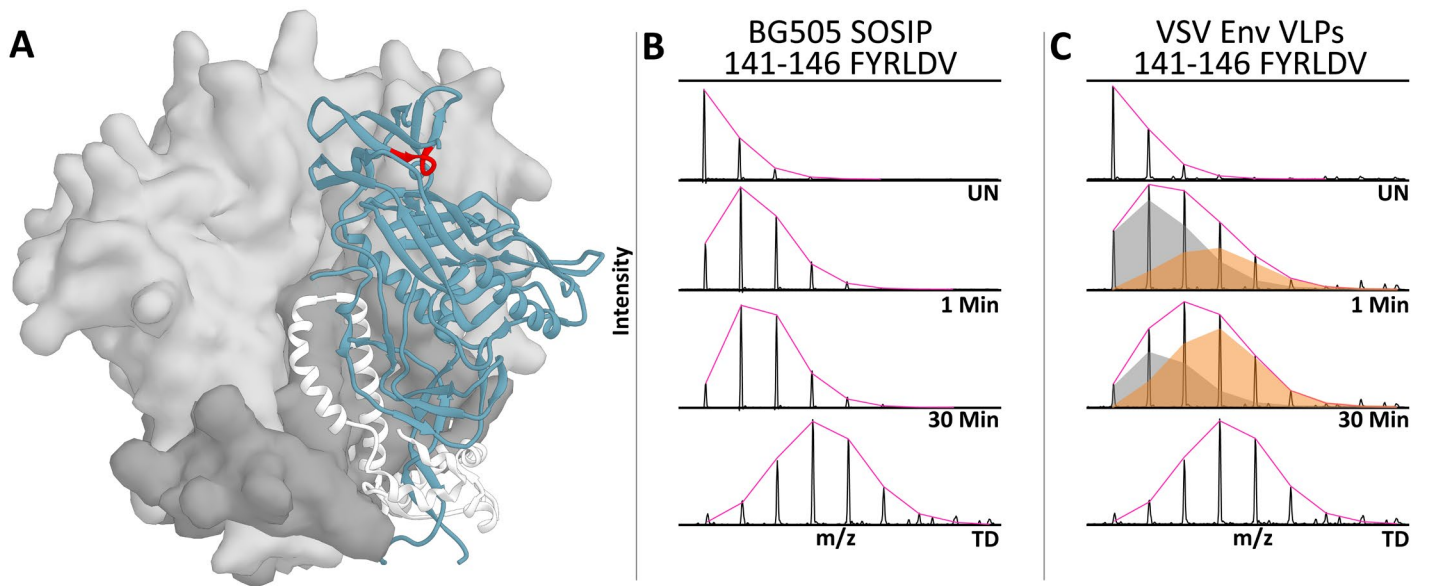 A
B
BG505 SOSIP
141-146 FYRLDV
UN
1 Min
30 Min
TD
m/z
Intensity
C
VSV Env VLPs
141-146 FYRLDV
UN
1 Min
30 Min
TD
m/z